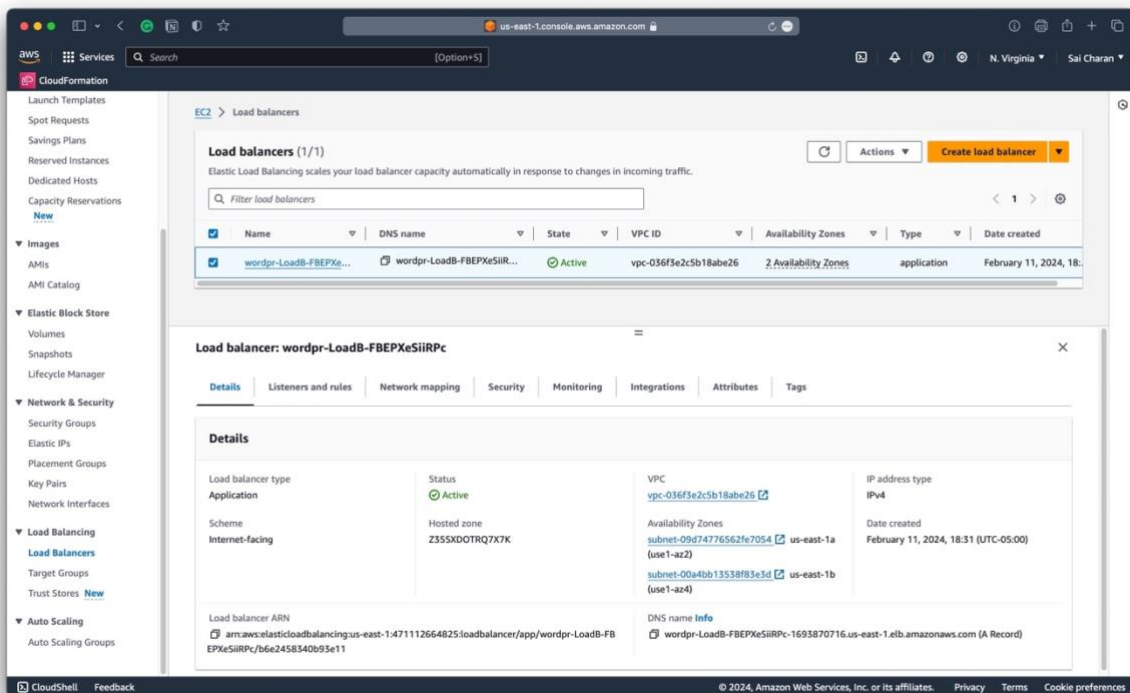 us-east-1.console.aws.amazon.com
aws Services Search [Option+S] N. Virginia Sai Charan
CloudFormation
Launch Templates
Spot Requests
Savings Plans
Reserved Instances
Dedicated Hosts
Capacity Reservations
New
Images
AMIs
AMI Catalog
Elastic Block Store
Volumes
Snapshots
Lifecycle Manager
Network & Security
Security Groups
Elastic IPs
Placement Groups
Key Pairs
Network Interfaces
Load Balancing
Load Balancers
Target Groups
Trust Stores New
Auto Scaling
Auto Scaling Groups
EC2 > Load balancers
Load balancers (1/1) Actions Create load balancer
Elastic Load Balancing scales your load balancer capacity automatically in response to changes in incoming traffic.
Filter load balancers 1
Name DNS name State VPC ID Availability Zones Type Date created
wordpr-LoadB-FBEPXe... wordpr-LoadB-FBEPXeSiiR... Active vpc-036f3e2c5b18abe26 2 Availability Zones application February 11, 2024, 18:
Load balancer: wordpr-LoadB-FBEPXeSiiRPc
Details Listeners and rules Network mapping Security Monitoring Integrations Attributes Tags
Details
Load balancer type
Application
Status
Active
VPC
vpc-036f3e2c5b18abe26
IP address type
IPv4
Scheme
Internet-facing
Hosted zone
Z35SXDOTRQ7X7K
Availability Zones
subnet-09d74776562fe7054 us-east-1a
(use1-az2)
subnet-00a4bb13538f83e3d us-east-1b
(use1-az4)
Date created
February 11, 2024, 18:31 (UTC-05:00)
Load balancer ARN
arn:aws:elasticloadbalancing:us-east-1:471112664825:loadbalancer/app/wordpr-LoadB-FB
EPXeSiiRPc/b6e2458340b93e11
DNS name Info
wordpr-LoadB-FBEPXeSiiRPc-1693870716.us-east-1.elb.amazonaws.com (A Record)
CloudShell Feedback © 2024, Amazon Web Services, Inc. or its affiliates. Privacy Terms Cookie preferences